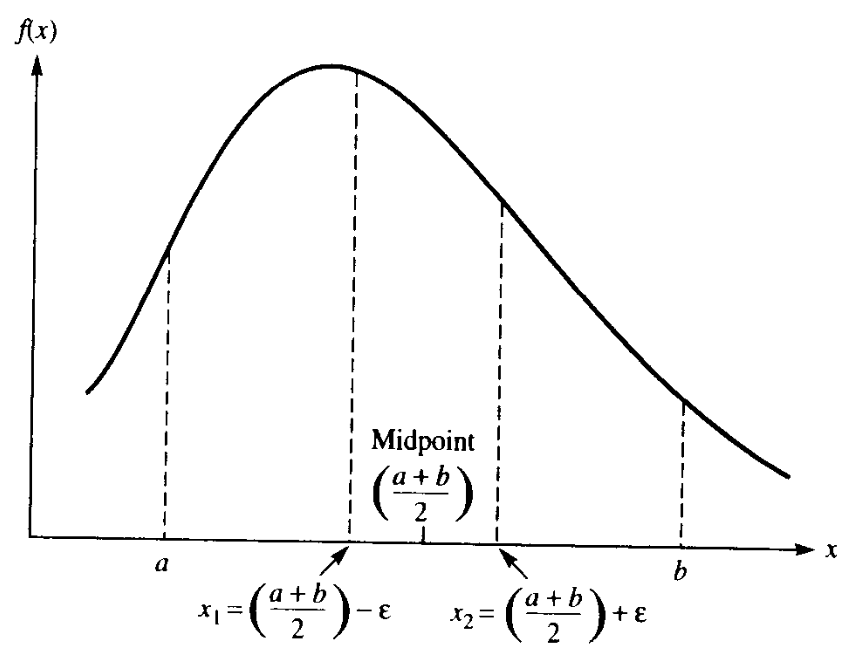 f(x)
Midpoint
(a + b / 2)
x
a
b
x₁ = (a + b / 2) − ε
x₂ = (a + b / 2) + ε